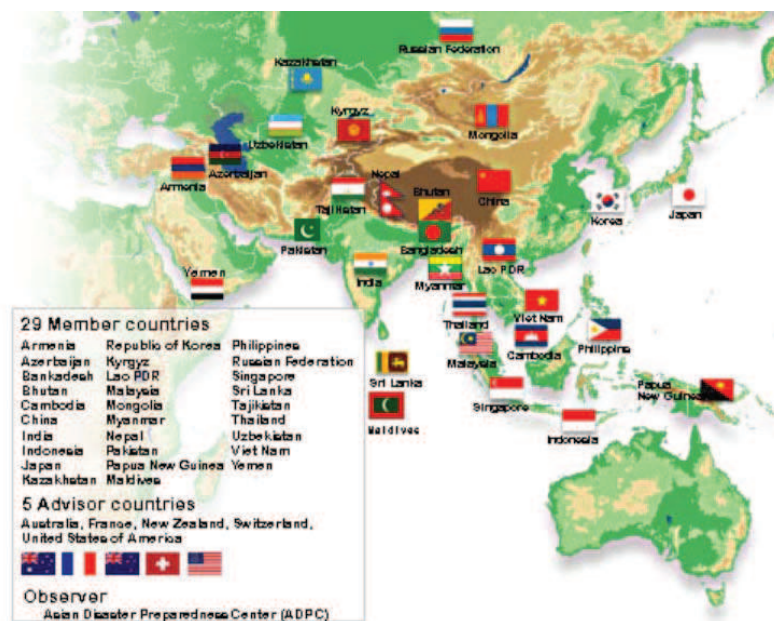 Russian Federation
Kazakhstan
Kyrgyz
Mongolia
Uzbekistan
Azerbaijan
Armenia
Nepal
Bhutan
China
Tajikistan
Korea
Japan
Pakistan
Bangladesh
Lao PDR
India
Myanmar
Yemen
Thailand
Viet Nam
Malaysia
Cambodia
Philippine
Sri Lanka
Singapore
Papua
New Guinea
Maldives
Indonesia
29 Member countries
Armenia Republic of Korea Philippines
Azerbaijan Kyrgyz Russian Federation
Bankadesh Lao PDR Singapore
Bhutan Malaysia Sri Lanka
Cambodia Mongolia Tajikistan
China Myanmar Thailand
India Nepal Uzbekistan
Indonesia Pakistan Viet Nam
Japan Papua New Guinea Yemen
Kazakhstan Maldives
5 Advisor countries
Australia, France, New Zealand, Switzerland,
United States of America
Observer
Asian Disaster Preparedness Center (ADPC)